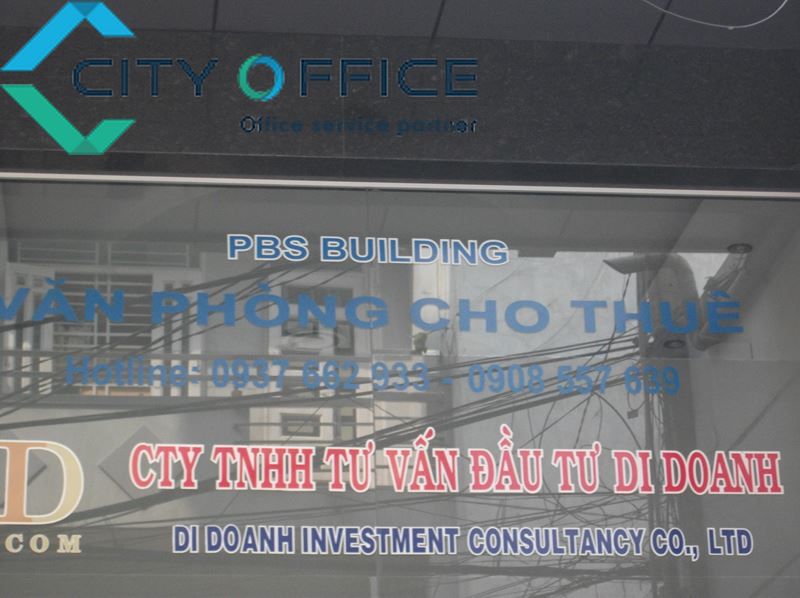 CITY OFFICE
Office service partner
PBS BUILDING
VĂN PHÒNG CHO THUÊ
Hotline: 0937 662 933 - 0908 557 639
D
CTY TNHH TƯ VẤN ĐẦU TƯ DI DOANH
COM
DI DOANH INVESTMENT CONSULTANCY CO., LTD